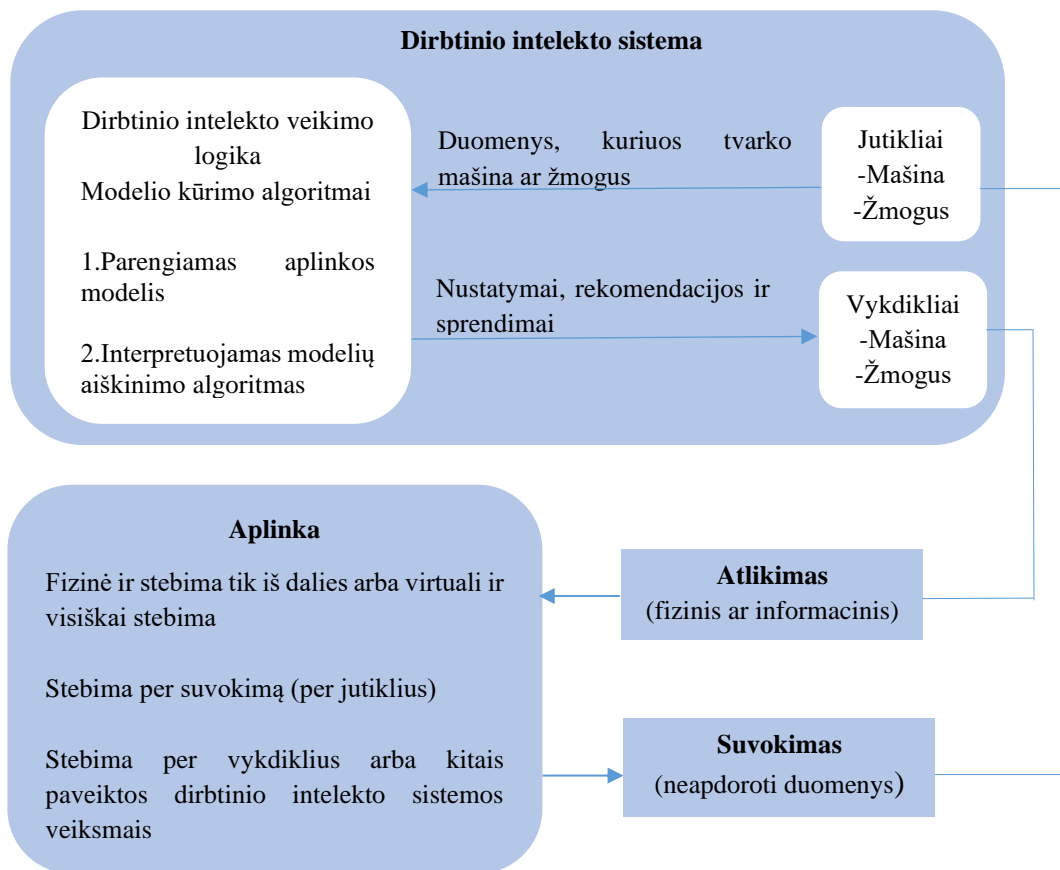 Dirbtinio intelekto sistema
Dirbtinio intelekto veikimo
logika
Modelio kūrimo algoritmai
1.Parengiamas aplinkos
modelis
2.Interpretuojamas modelių
aiškinimo algoritmas
Duomenys, kuriuos tvarko
mašina ar žmogus
Nustatymai, rekomendacijos ir
sprendimai
Jutikliai
-Mašina
-Žmogus
Vykdikliai
-Mašina
-Žmogus
Aplinka
Fizinė ir stebima tik iš dalies arba virtuali ir
visiškai stebima
Stebima per suvokimą (per jutiklius)
Stebima per vykdiklius arba kitais
paveiktos dirbtinio intelekto sistemos
veiksmais
Atlikimas
(fizinis ar informacinis)
Suvokimas
(neapdoroti duomenys)